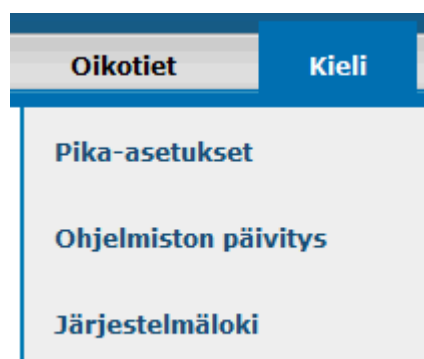 Oikotiet Kieli
Pika-asetukset
Ohjelmiston päivitys
Järjestelmäloki